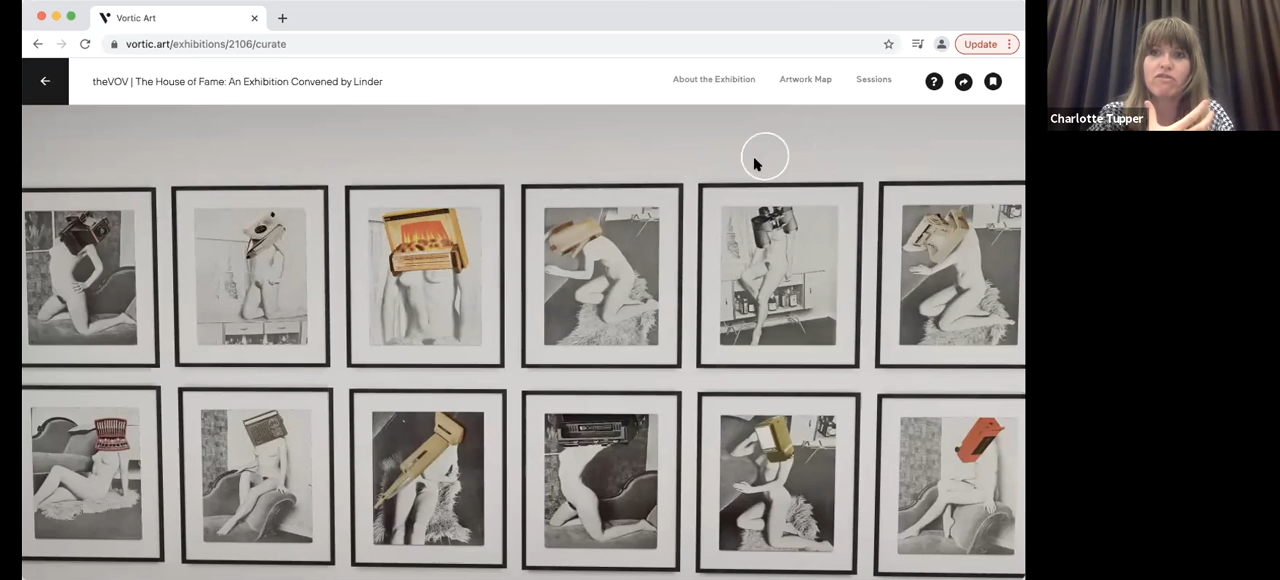 Vortic Art
vortic.art/exhibitions/2106/curate
Update
theVOV | The House of Fame: An Exhibition Convened by Linder
About the Exhibition
Artwork Map
Sessions
?
Charlotte Tupper